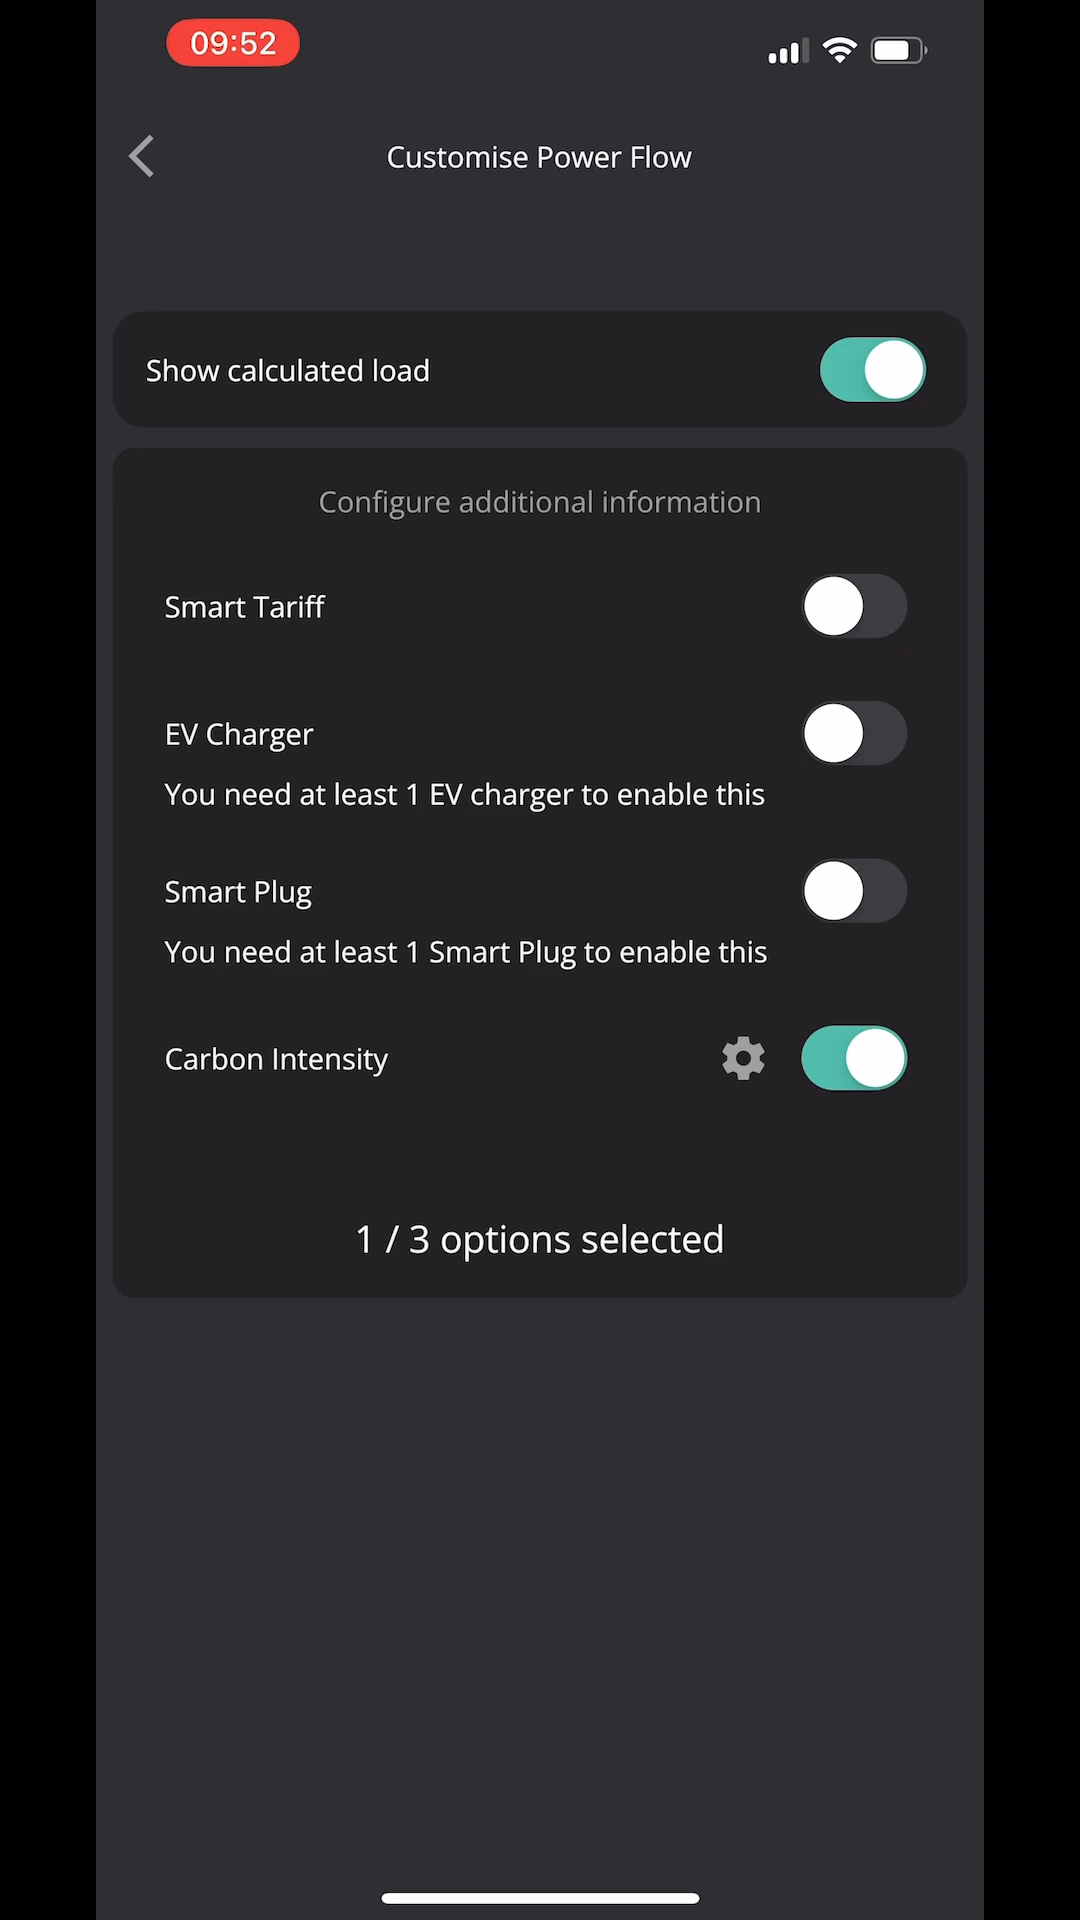 09:52
Customise Power Flow
Show calculated load
Configure additional information
Smart Tariff
EV Charger
You need at least 1 EV charger to enable this
Smart Plug
You need at least 1 Smart Plug to enable this
Carbon Intensity
1 / 3 options selected